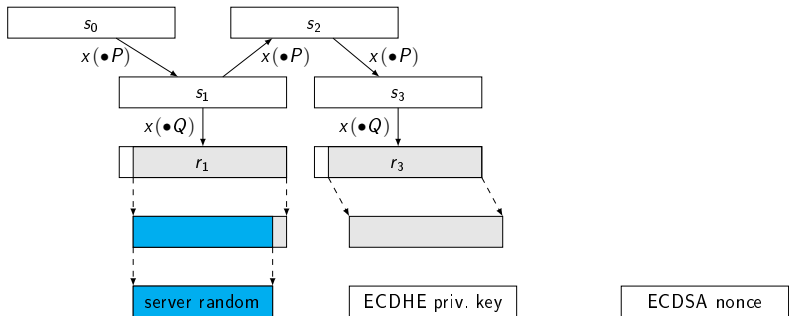 s₀
s₂
x(●P)
x(●P)
x(●P)
s₁
s₃
x(●Q)
x(●Q)
r₁
r₃
server random
ECDHE priv. key
ECDSA nonce